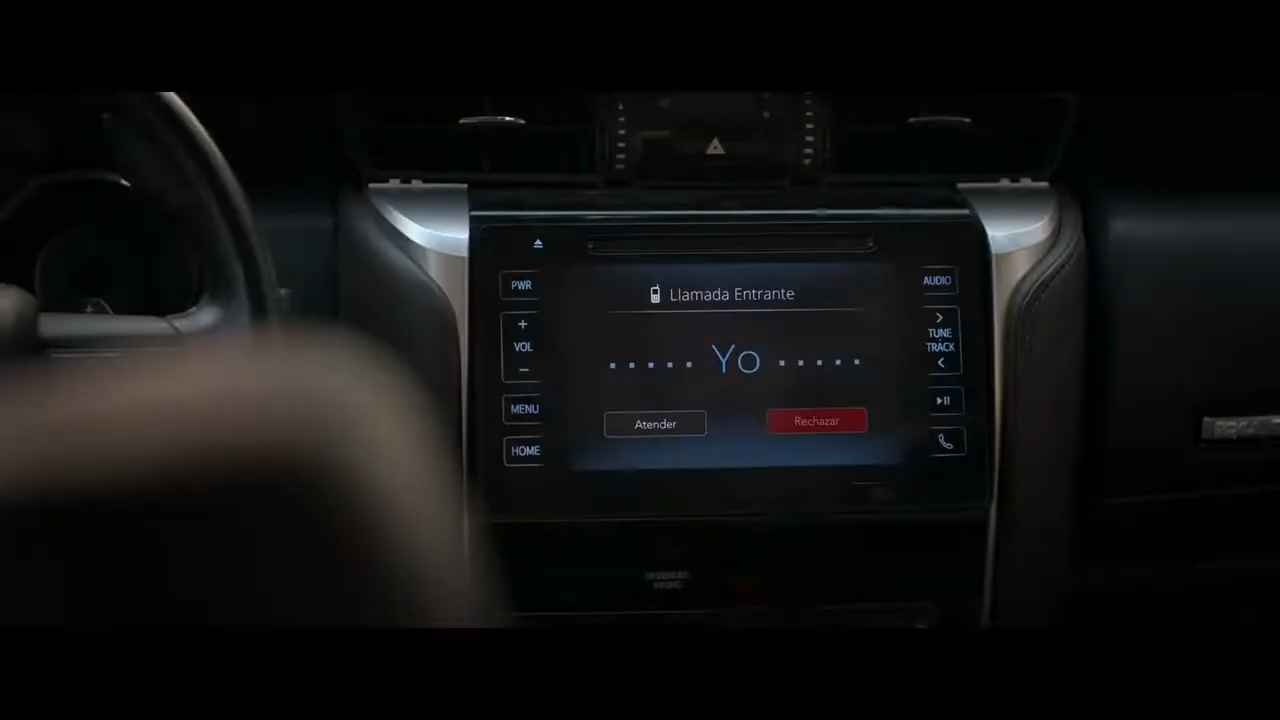 Llamada Entrante
Yo
Atender
Rechazar
PWR
+
VOL
−
MENU
HOME
AUDIO
>
TUNE
TRACK
<